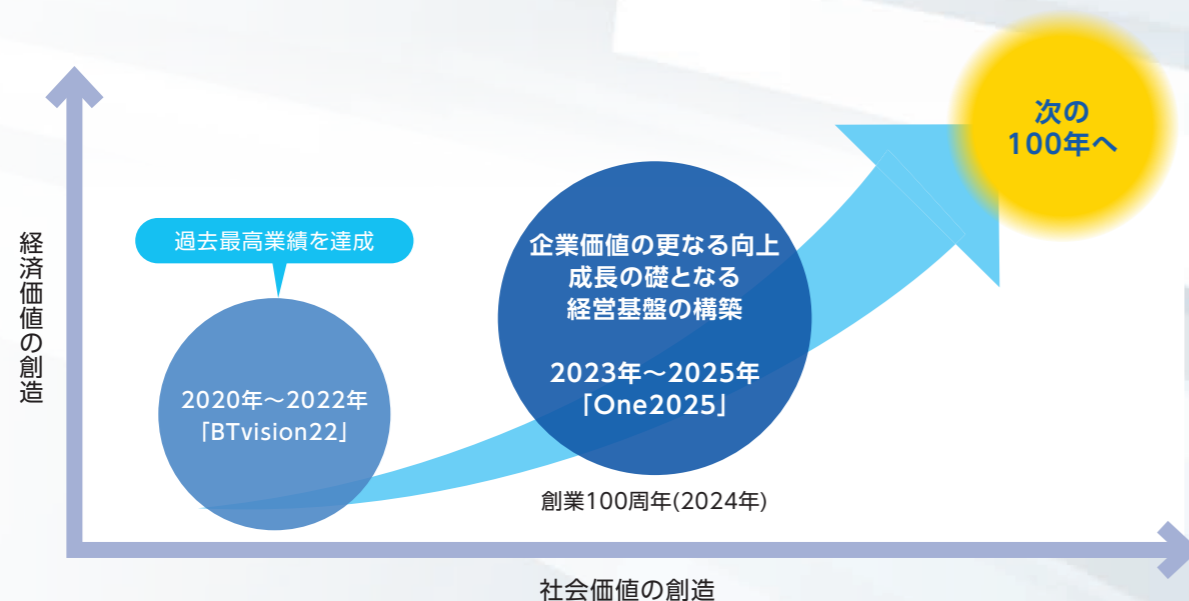 次の
100年へ
過去最高業績を達成
企業価値の更なる向上
成長の礎となる
経営基盤の構築
2023年～2025年
「One2025」
2020年～2022年
「BTvision22」
経済価値の創造
創業100周年(2024年)
社会価値の創造